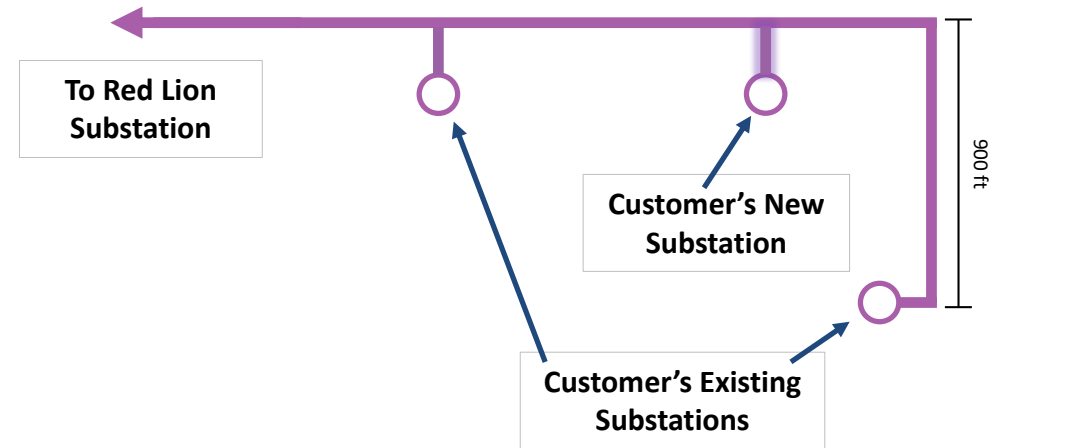 To Red Lion
Substation
900 ft
Customer’s New
Substation
Customer’s Existing
Substations